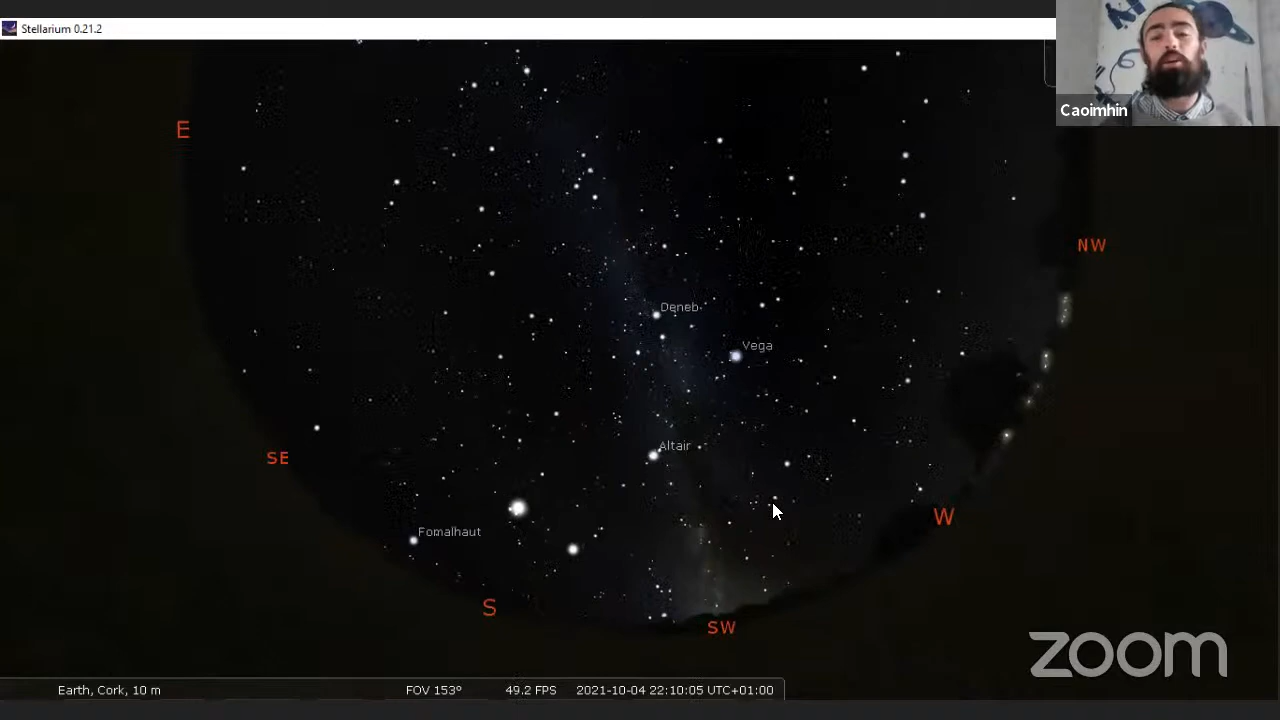 Stellarium 0.21.2
Caoimhín
E
NW
Deneb
Vega
Altair
SE
Fomalhaut
W
S
SW
zoom
Earth, Cork, 10 m
FOV 153°
49.2 FPS
2021-10-04 22:10:05 UTC+01:00